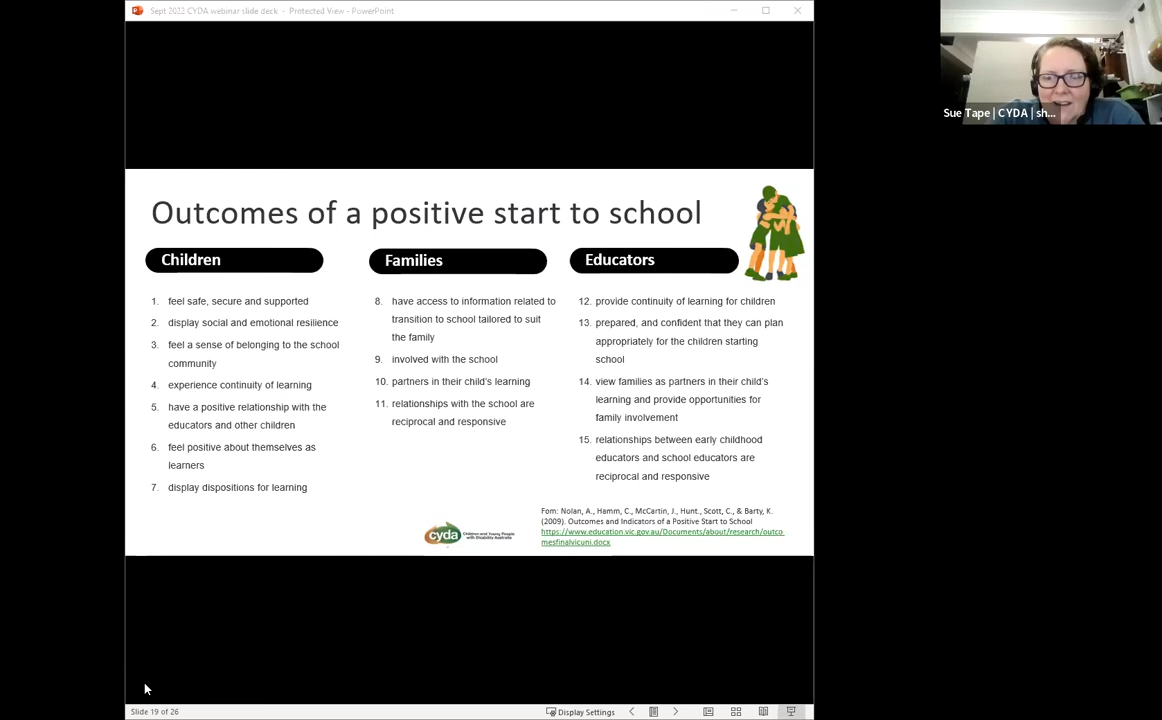 Sept 2022 CYDA webinar slide deck - Protected View - PowerPoint
Sue Tape | CYDA | sh...
Outcomes of a positive start to school
Children
1. feel safe, secure and supported
2. display social and emotional resilience
3. feel a sense of belonging to the school
community
4. experience continuity of learning
5. have a positive relationship with the
educators and other children
6. feel positive about themselves as
learners
7. display dispositions for learning
Families
8. have access to information related to
transition to school tailored to suit
the family
9. involved with the school
10. partners in their child's learning
11. relationships with the school are
reciprocal and responsive
Educators
12. provide continuity of learning for children
13. prepared, and confident that they can plan
appropriately for the children starting
school
14. view families as partners in their child's
learning and provide opportunities for
family involvement
15. relationships between early childhood
educators and school educators are
reciprocal and responsive
cyda
Children and Young People
with Disability Australia
Fom: Nolan, A., Hamm, C., McCartin, J., Hunt., Scott, C., & Barty, K.
(2009). Outcomes and Indicators of a Positive Start to School
https://www.education.vic.gov.au/Documents/about/research/outco
mesfinalvicuni.docx
Slide 19 of 26
Display Settings